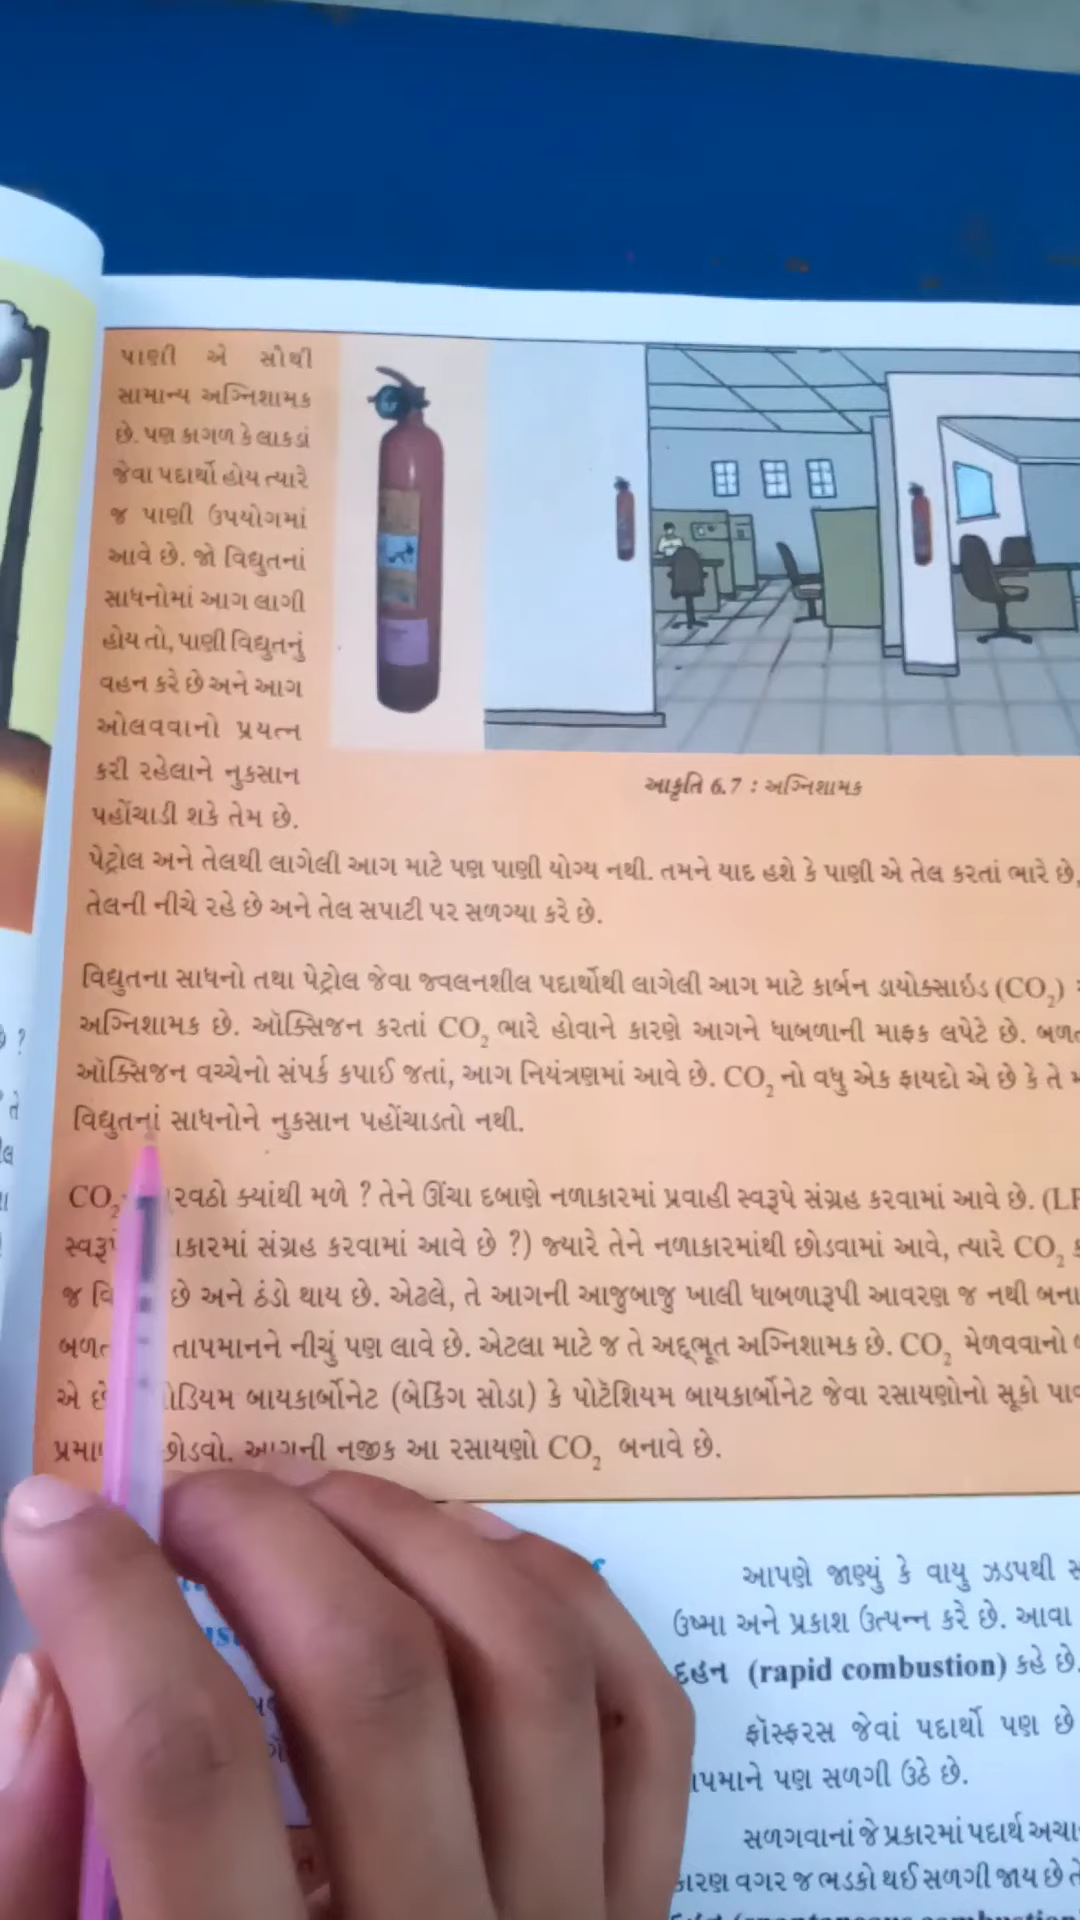 પાણી એ સૌથી
સામાન્ય અગ્નિશામક
છે. પણ કાગળ કે લાકડાં
જેવા પદાર્થો હોય ત્યારે
જ પાણી ઉપયોગમાં
આવે છે. જો વિદ્યુતનાં
સાધનોમાં આગ લાગી
હોય તો, પાણી વિદ્યુતનું
વહન કરે છે અને આગ
ઓલવવાનો પ્રયત્ન
કરી રહેલાને નુકસાન
પહોંચાડી શકે તેમ છે.
આકૃતિ 6.7 : અગ્નિશામક
પેટ્રોલ અને તેલથી લાગેલી આગ માટે પણ પાણી યોગ્ય નથી. તમને યાદ હશે કે પાણી એ તેલ કરતાં ભારે છે,
તેલની નીચે રહે છે અને તેલ સપાટી પર સળગ્યા કરે છે.
વિદ્યુતના સાધનો તથા પેટ્રોલ જેવા જ્વલનશીલ પદાર્થોથી લાગેલી આગ માટે કાર્બન ડાયોક્સાઇડ (CO₂)
અગ્નિશામક છે. ઑક્સિજન કરતાં CO₂ ભારે હોવાને કારણે આગને ધાબળાની માફક લપેટે છે.
ઑક્સિજન વચ્ચેનો સંપર્ક કપાઈ જતાં, આગ નિયંત્રણમાં આવે છે. CO₂ નો વધુ એક ફાયદો એ છે કે તે
વિદ્યુતનાં સાધનોને નુકસાન પહોંચાડતો નથી.
CO₂ ક્યાંથી મળે ? તેને ઊંચા દબાણે નળાકારમાં પ્રવાહી સ્વરૂપે સંગ્રહ કરવામાં આવે છે.
સંગ્રહ કરવામાં આવે છે ?) જ્યારે તેને નળાકારમાંથી છોડવામાં આવે, ત્યારે CO₂
જ છે અને ઠંડો થાય છે. એટલે, તે આગની આજુબાજુ ખાલી ધાબળારૂપી આવરણ જ નથી
તાપમાનને નીચું પણ લાવે છે. એટલા માટે જ તે અદ્ભૂત અગ્નિશામક છે. CO₂ મેળવવાનો
એ બાયકાર્બોનેટ (બેકિંગ સોડા) કે પોટૅશિયમ બાયકાર્બોનેટ જેવા રસાયણોનો સૂકો
છોડવો. આગની નજીક આ રસાયણો CO₂ બનાવે છે.
આપણે જાણ્યું કે વાયુ ઝડપથી
ઉષ્મા અને પ્રકાશ ઉત્પન્ન કરે છે. આવા
દહન (rapid combustion) કહે છે.
ફૉસ્ફરસ જેવાં પદાર્થો પણ છે
પણ સળગી ઉઠે છે.
સળગવાનાં જે પ્રકારમાં પદાર્થ
કારણ વગર જ ભડકો થઈ સળગી જાય છે